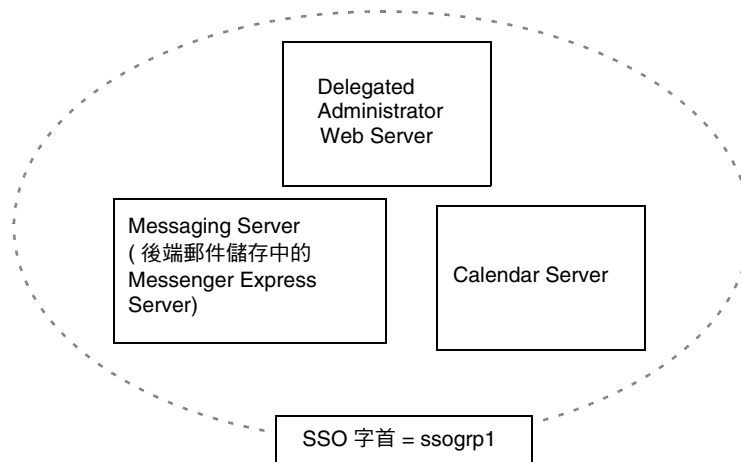 Delegated
Administrator
Web Server
Messaging Server
( 後端郵件儲存中的
Messenger Express
Server)
Calendar Server
SSO 字首 = ssogrp1